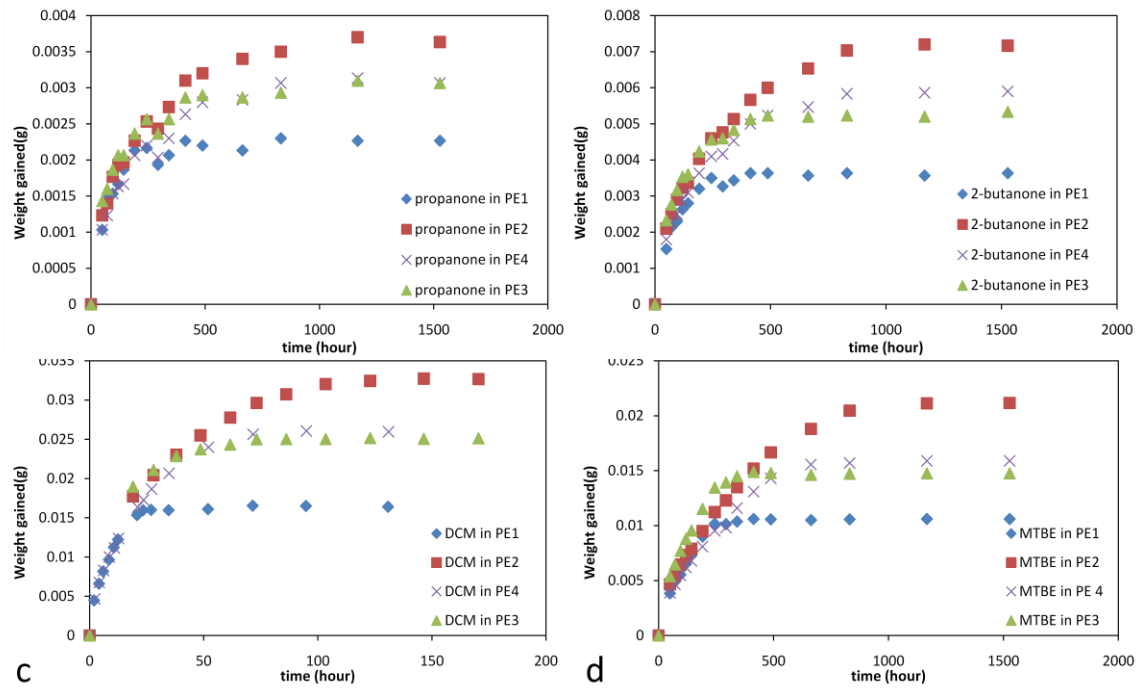 0.004
0.0035
0.003
0.0025
0.002
0.0015
0.001
0.0005
0
Weight gained(g)
propanone in PE1
propanone in PE2
propanone in PE4
propanone in PE3
0 500 1000 1500 2000
time (hour)
0.008
0.007
0.006
0.005
0.004
0.003
0.002
0.001
0
Weight gained(g)
2-butanone in PE1
2-butanone in PE2
2-butanone in PE4
2-butanone in PE3
0 500 1000 1500 2000
time (hour)
0.035
0.03
0.025
0.02
0.015
0.01
0.005
0
Weight gained(g)
DCM in PE1
DCM in PE2
DCM in PE4
DCM in PE3
0 50 100 150 200
time (hour)
c
0.02
0.015
0.01
0.005
0
Weight gained(g)
MTBE in PE1
MTBE in PE2
MTBE in PE 4
MTBE in PE3
0 500 1000 1500 2000
time (hour)
d